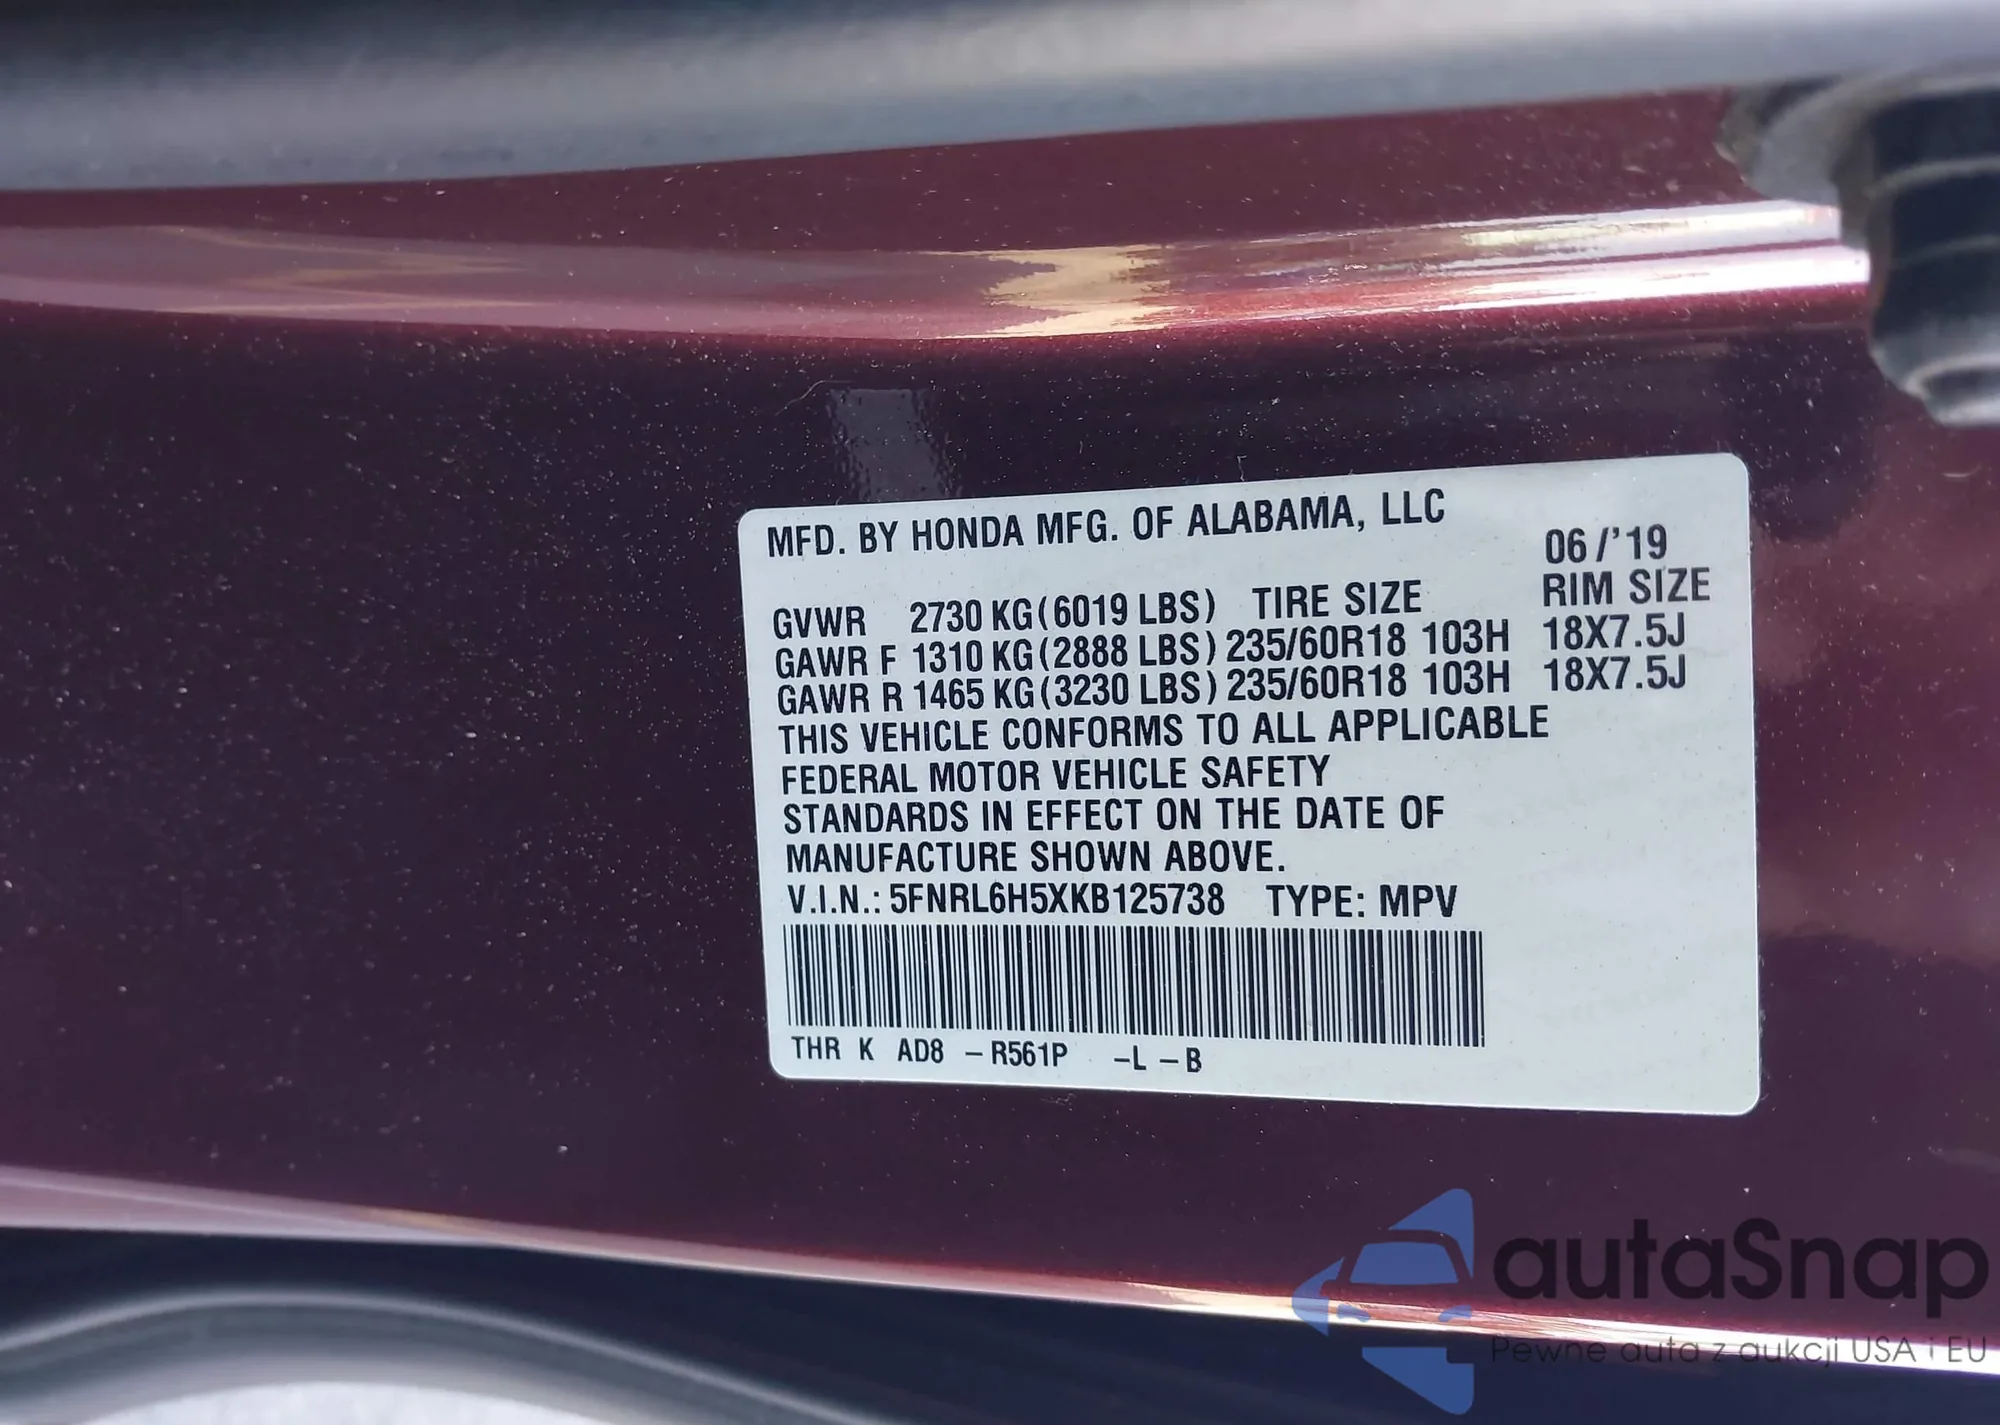 MFD. BY HONDA MFG. OF ALABAMA, LLC
06/'19
GVWR 2730 KG(6019 LBS) TIRE SIZE RIM SIZE
GAWR F 1310 KG(2888 LBS) 235/60R18 103H 18X7.5J
GAWR R 1465 KG(3230 LBS) 235/60R18 103H 18X7.5J
THIS VEHICLE CONFORMS TO ALL APPLICABLE
FEDERAL MOTOR VEHICLE SAFETY
STANDARDS IN EFFECT ON THE DATE OF
MANUFACTURE SHOWN ABOVE.
V.I.N.: 5FNRL6H5XKB125738 TYPE: MPV
THR K AD8 -R561P -L -B
autaSnap
Pewne auta z aukcji USA i EU